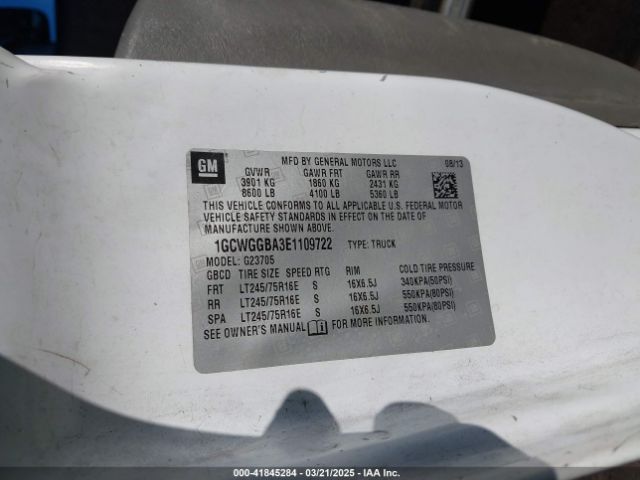 GM
MFD BY GENERAL MOTORS LLC 08/13
GVWR GAWR FRT GAWR RR
3901 KG 1860 KG 2431 KG
8600 LB 4100 LB 5360 LB
THIS VEHICLE CONFORMS TO ALL APPLICABLE U.S. FEDERAL MOTOR
VEHICLE SAFETY STANDARDS IN EFFECT ON THE DATE OF
MANUFACTURE SHOWN ABOVE.
1GCWGGBA3E1109722 TYPE: TRUCK
MODEL: G23705
GBCD TIRE SIZE SPEED RTG RIM COLD TIRE PRESSURE
FRT LT245/75R16E S 16X6.5J 340KPA(50PSI)
RR LT245/75R16E S 16X6.5J 550KPA(80PSI)
SPA LT245/75R16E S 16X6.5J 550KPA(80PSI)
SEE OWNER'S MANUAL FOR MORE INFORMATION.
000-41845284 | 03/21/2025 | IAA Inc.